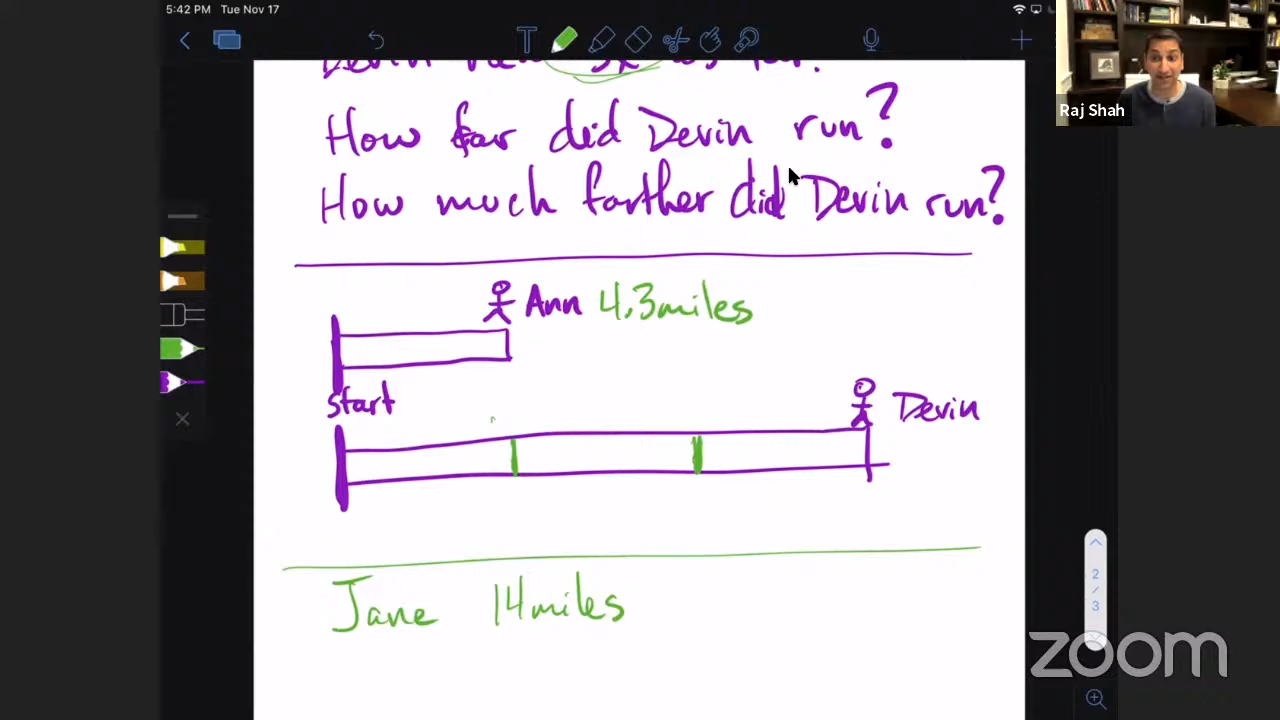 5:42 PM Tue Nov 17
Raj Shah
How far did Devin run?
How much farther did Devin run?
Ann 4.3 miles
start
Devin
2
/
3
Jane 14 miles
zoom